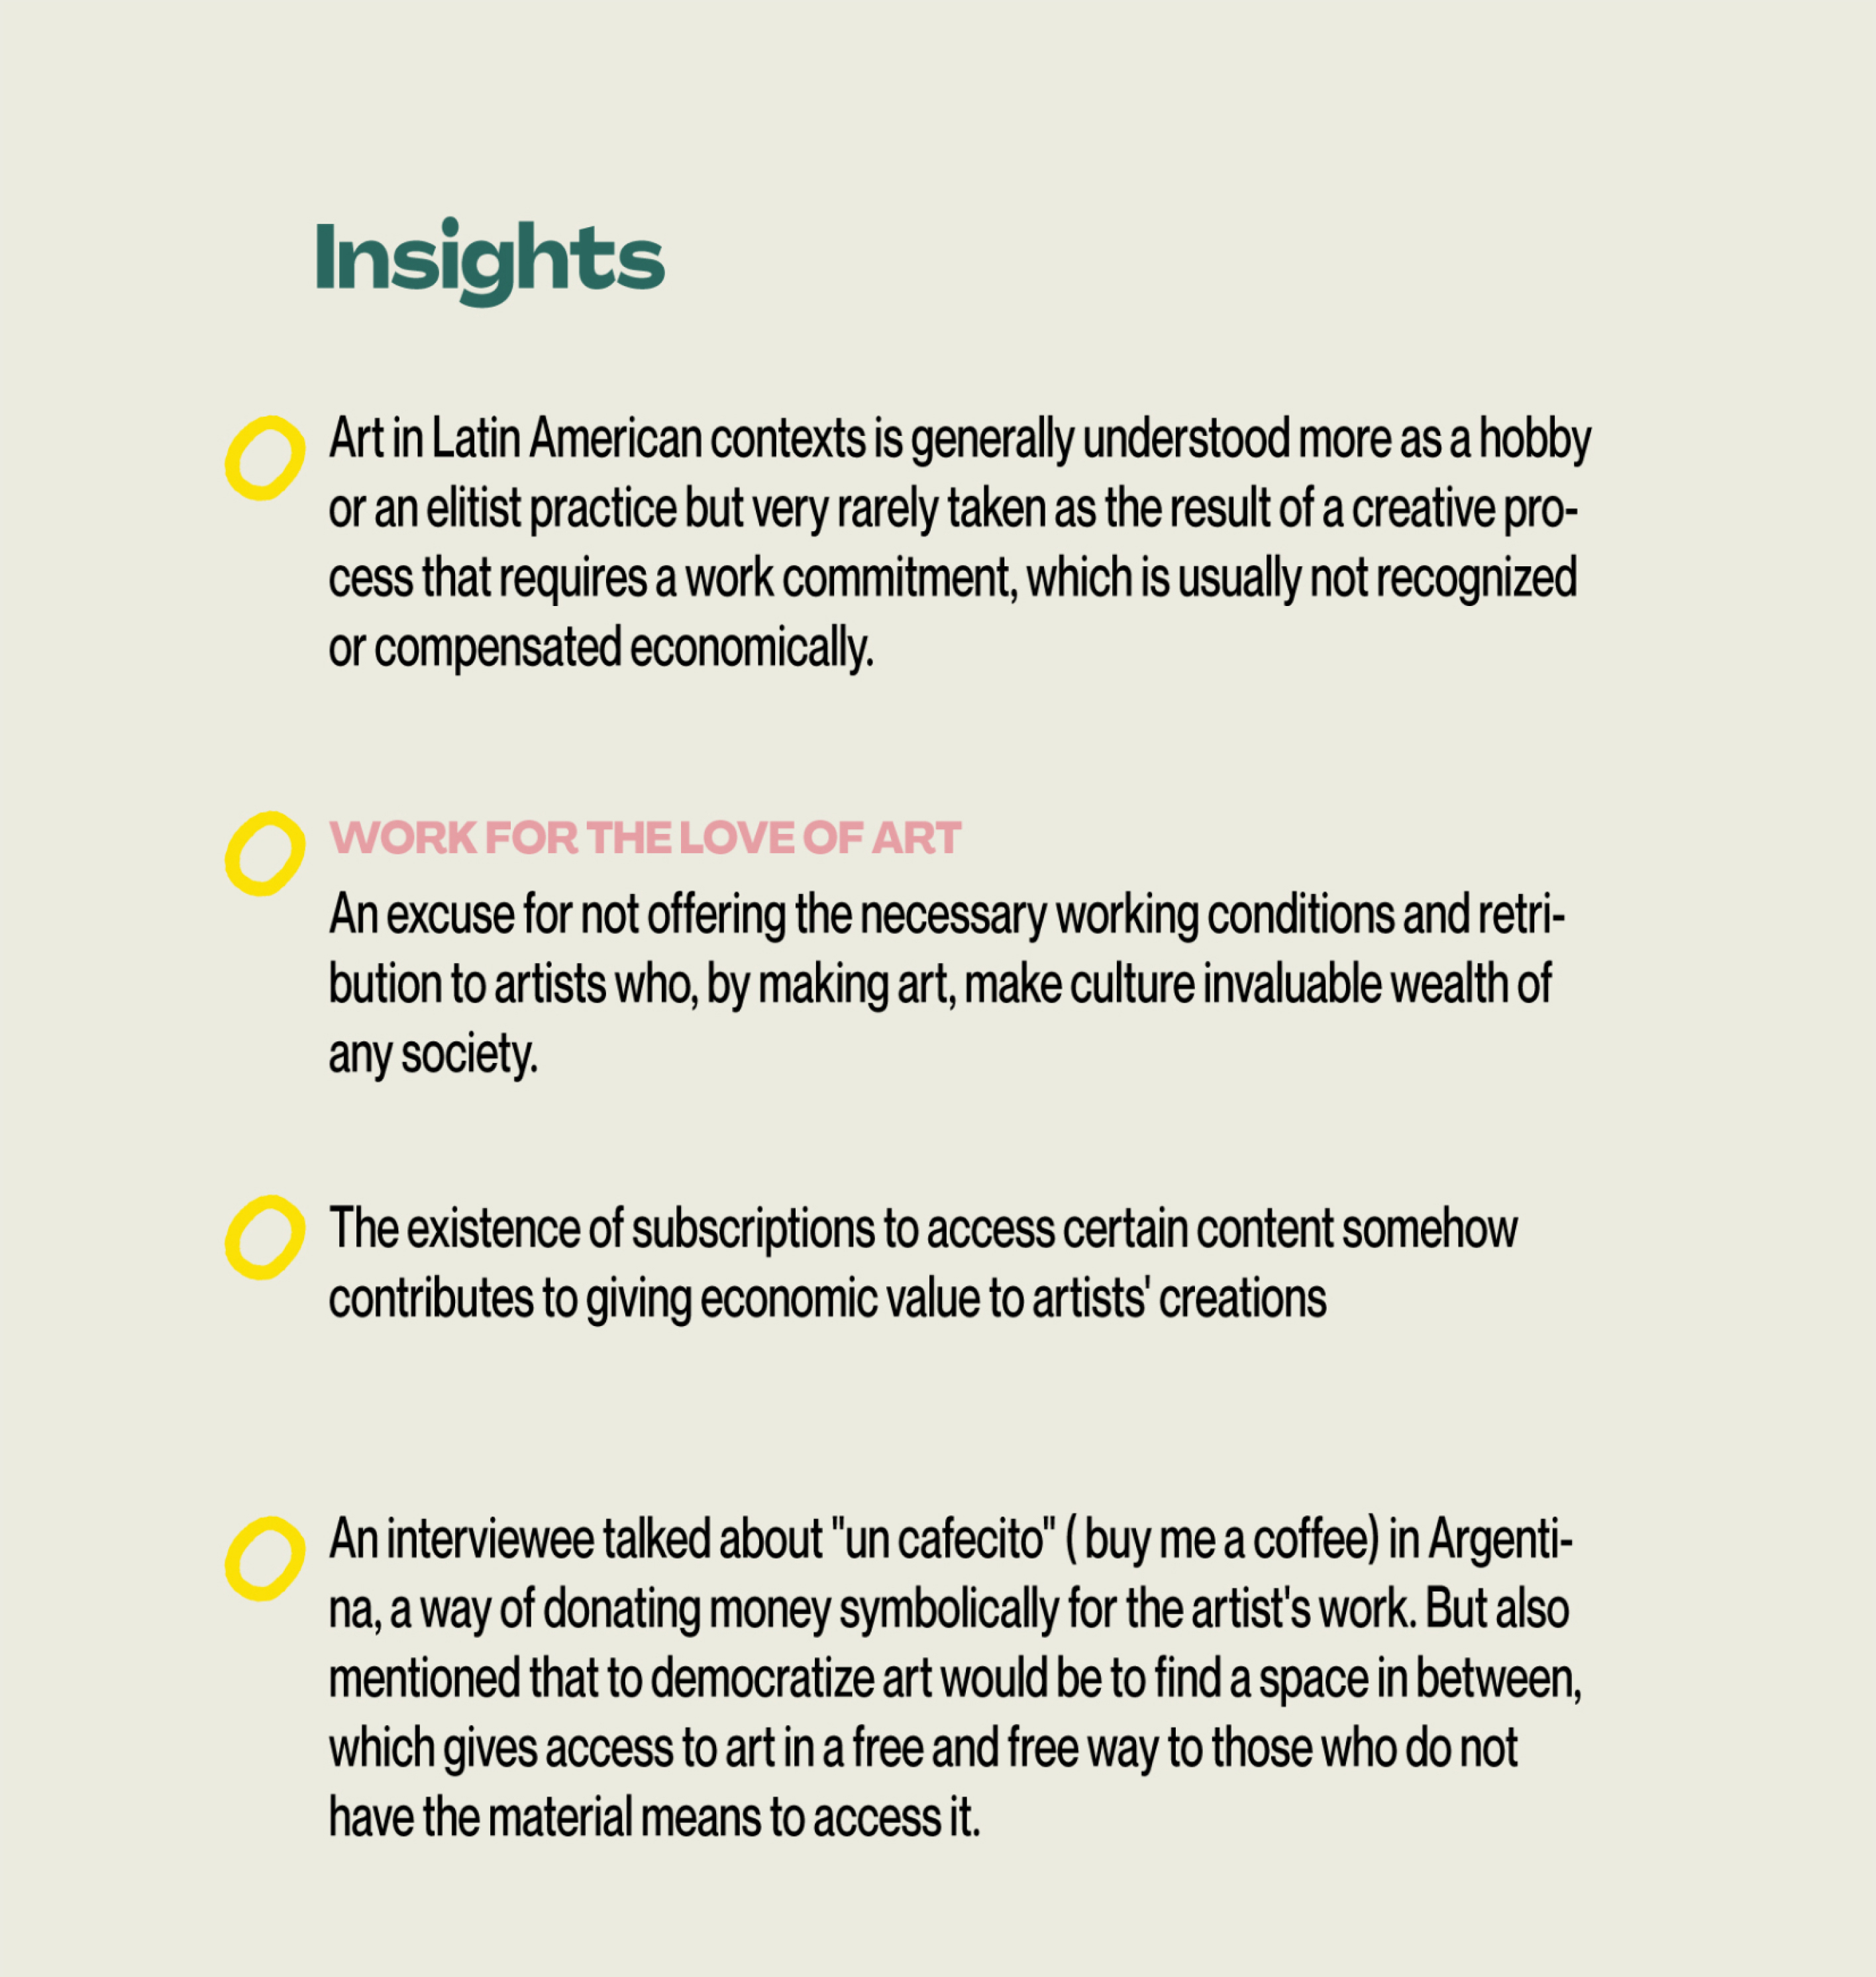 Insights
Art in Latin American contexts is generally understood more as a hobby
or an elitist practice but very rarely taken as the result of a creative pro-
cess that requires a work commitment, which is usually not recognized
or compensated economically.
WORK FOR THE LOVE OF ART
An excuse for not offering the necessary working conditions and retri-
bution to artists who, by making art, make culture invaluable wealth of
any society.
The existence of subscriptions to access certain content somehow
contributes to giving economic value to artists' creations
An interviewee talked about "un cafecito" ( buy me a coffee) in Argenti-
na, a way of donating money symbolically for the artist's work. But also
mentioned that to democratize art would be to find a space in between,
which gives access to art in a free and free way to those who do not
have the material means to access it.